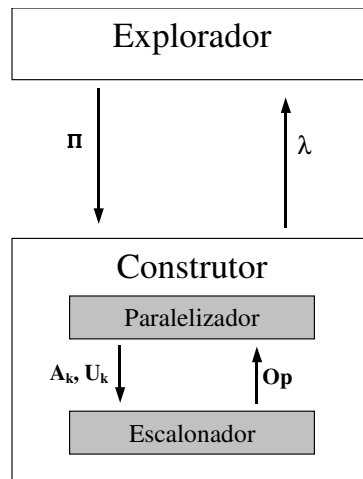 Explorador
Π
λ
Construtor
Paralelizador
Ak, Uk
Op
Escalonador